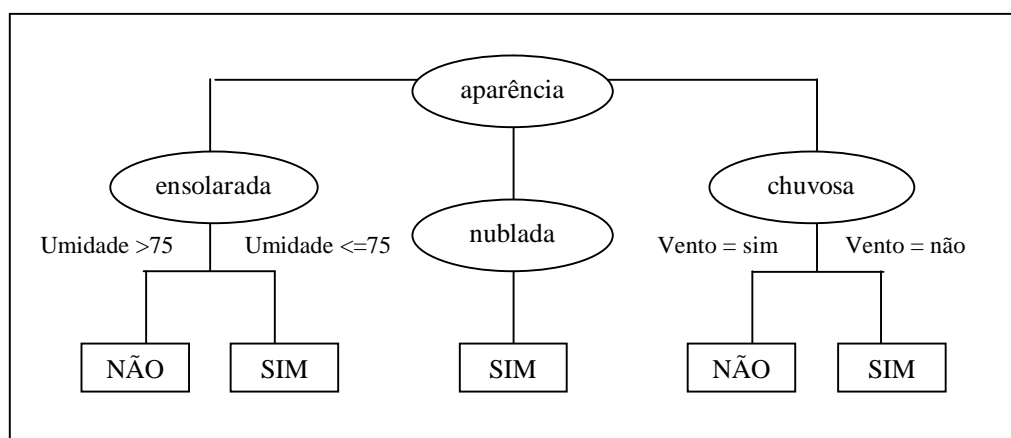 aparência
ensolarada
nublada
chuvosa
Umidade >75
Umidade <=75
Vento = sim
Vento = não
NÃO
SIM
SIM
NÃO
SIM